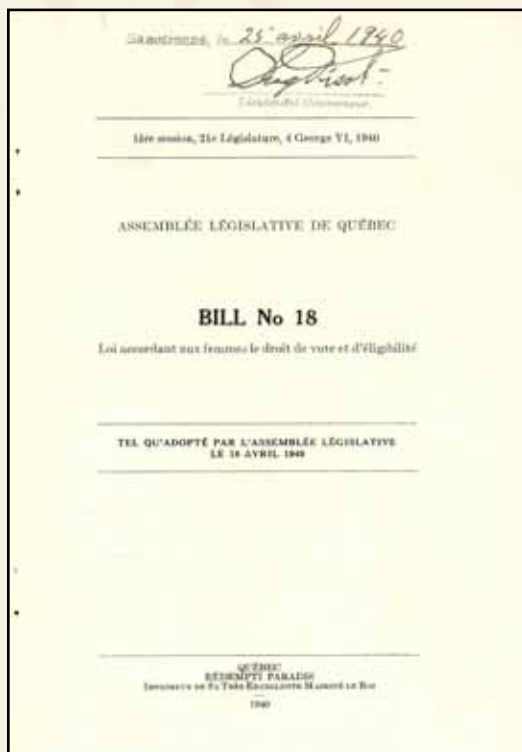 Sanctionné, le 25 avril 1940
Lieutenant Gouverneur.
1ère session, 21e Législature, 4 George VI, 1940
ASSEMBLÉE LÉGISLATIVE DE QUÉBEC
BILL No 18
Loi accordant aux femmes le droit de vote et d'éligibilité
TEL QU'ADOPTÉ PAR L'ASSEMBLÉE LÉGISLATIVE
LE 18 AVRIL 1940
QUÉBEC
RÉDEMPTI PARADIS
IMPRIMEUR DE SA TRÈS EXCELLENTE MAJESTÉ LE ROI
1940